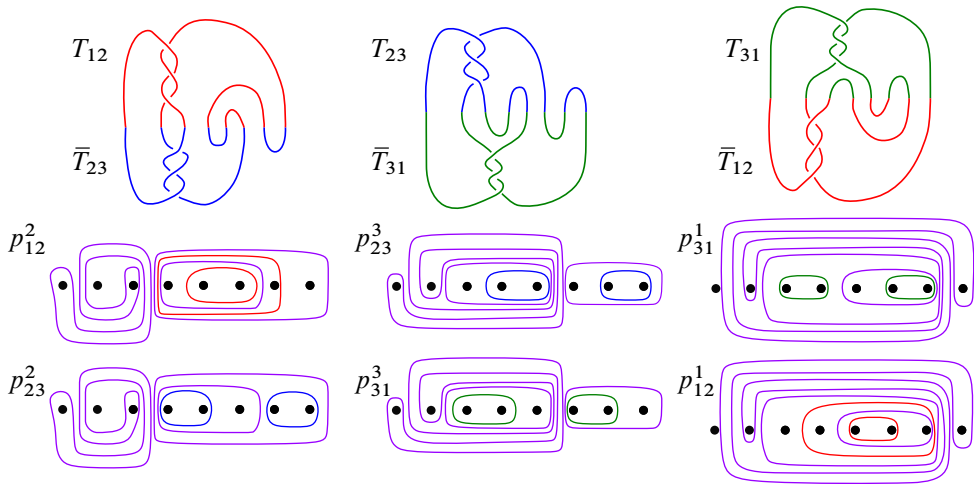 T₁₂
T̅₂₃
T₂₃
T̅₃₁
T₃₁
T̅₁₂
p²₁₂
p³₂₃
p¹₃₁
p²₂₃
p³₃₁
p¹₁₂